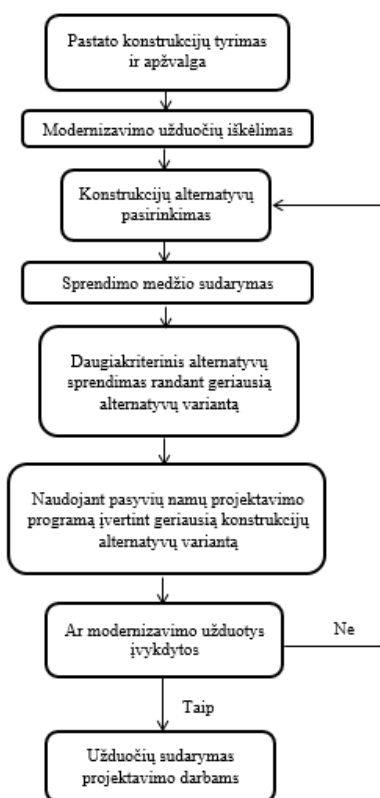 Pastato konstrukcijų tyrimas
ir apžvalga
Modernizavimo užduočių iškėlimas
Konstrukcijų alternatyvų
pasirinkimas
Sprendimo medžio sudarymas
Daugiakriterinis alternatyvų
sprendimas randant geriausią
alternatyvų variantą
Naudojant pasyvių namų projektavimo
programą įvertint geriausią konstrukcijų
alternatyvų variantą
Ar modernizavimo užduotys
įvykdytos
Ne
Taip
Užduočių sudarymas
projektavimo darbams